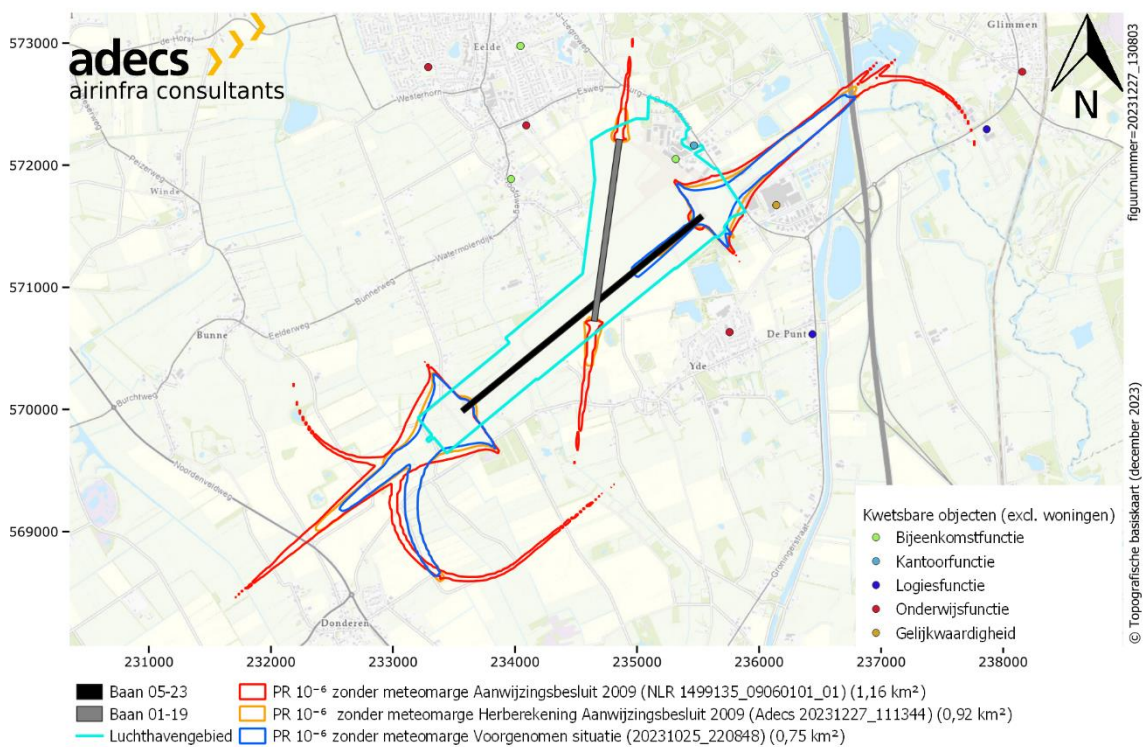 573000
572000
571000
570000
569000
adecs
airinfra consultants
Eelde
Westerhorn
Esweg
Glimmen
N
Peizerweg
Winde
Watermolendijk
Bunnerweg
Eelderweg
Bunne
Burchtweg
Noordenveldweg
Donderen
Yde
De Punt
Groningerstraat
figuurnummer=20231227_130803
© Topografische basiskaart (december 2023)
Kwetsbare objecten (excl. woningen)
Bijeenkomstfunctie
Kantoorfunctie
Logiesfunctie
Onderwijsfunctie
Gelijkwaardigheid
231000 232000 233000 234000 235000 236000 237000 238000
Baan 05-23 PR 10⁻⁶ zonder meteomarge Aanwijzingsbesluit 2009 (NLR 1499135_09060101_01) (1,16 km²)
Baan 01-19 PR 10⁻⁶ zonder meteomarge Herberekening Aanwijzingsbesluit 2009 (Adecs 20231227_111344) (0,92 km²)
Luchthavengebied PR 10⁻⁶ zonder meteomarge Voorgenomen situatie (20231025_220848) (0,75 km²)